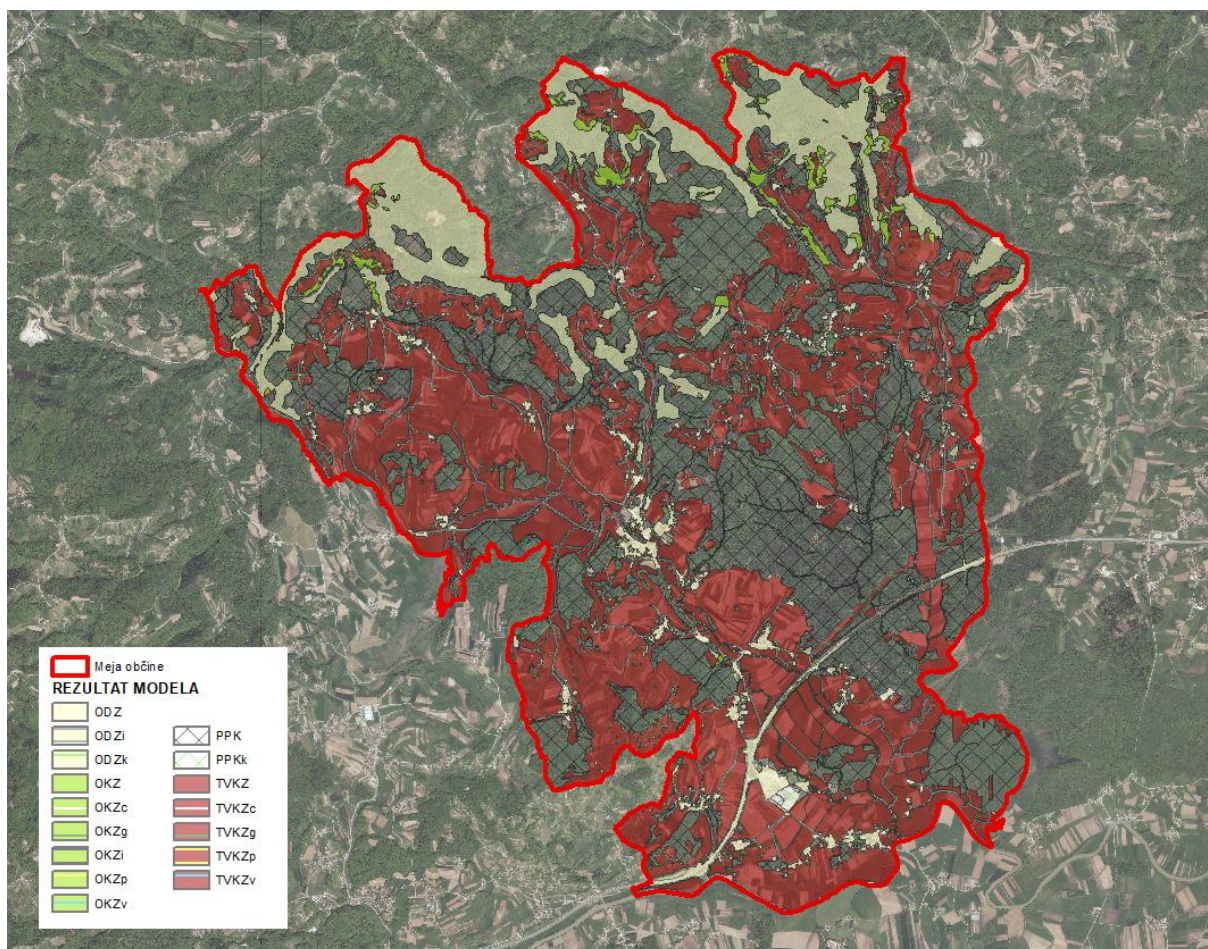 Meja občine
REZULTAT MODELA
ODZ
ODZi
ODZk
OKZ
OKZc
OKZg
OKZi
OKZp
OKZv
PPK
PPKk
TVKZ
TVKZc
TVKZg
TVKZp
TVKZv